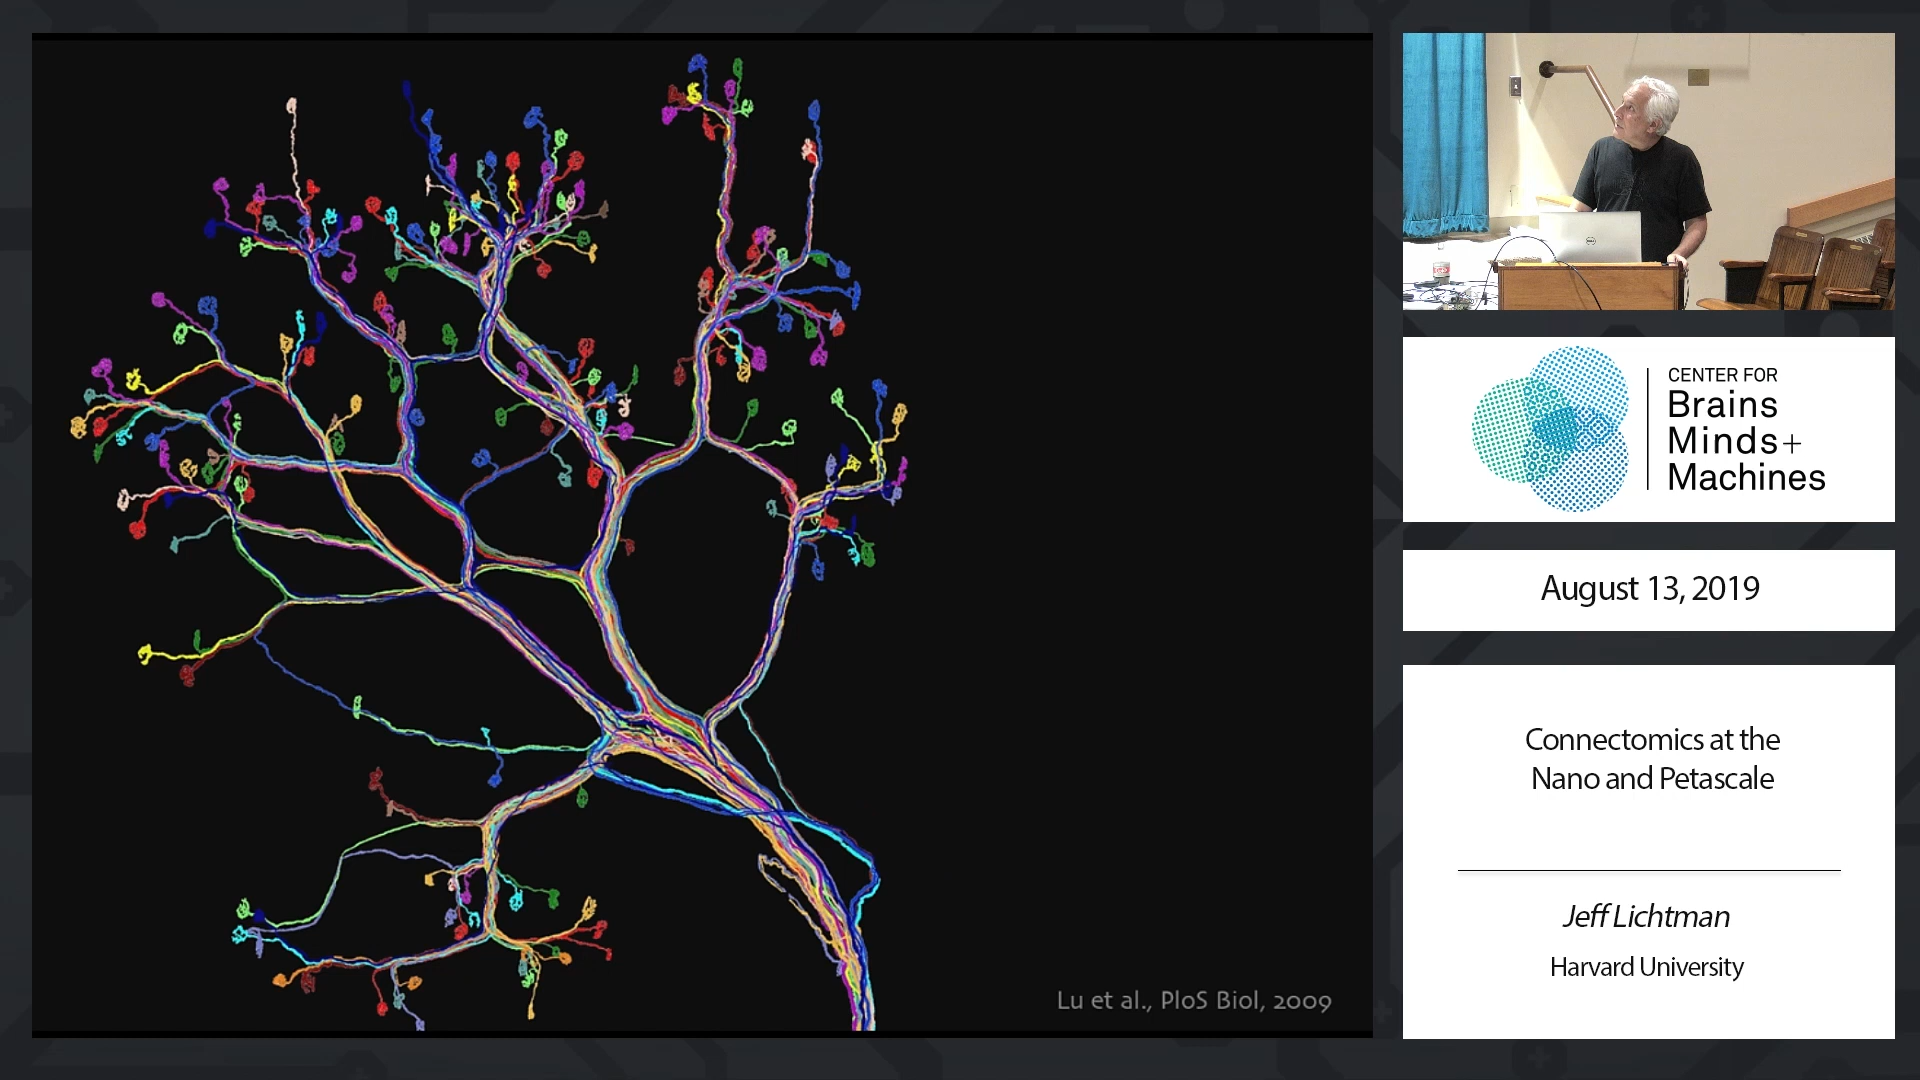 Lu et al., PloS Biol, 2009
CENTER FOR
Brains
Minds+
Machines
August 13, 2019
Connectomics at the
Nano and Petascale
Jeff Lichtman
Harvard University